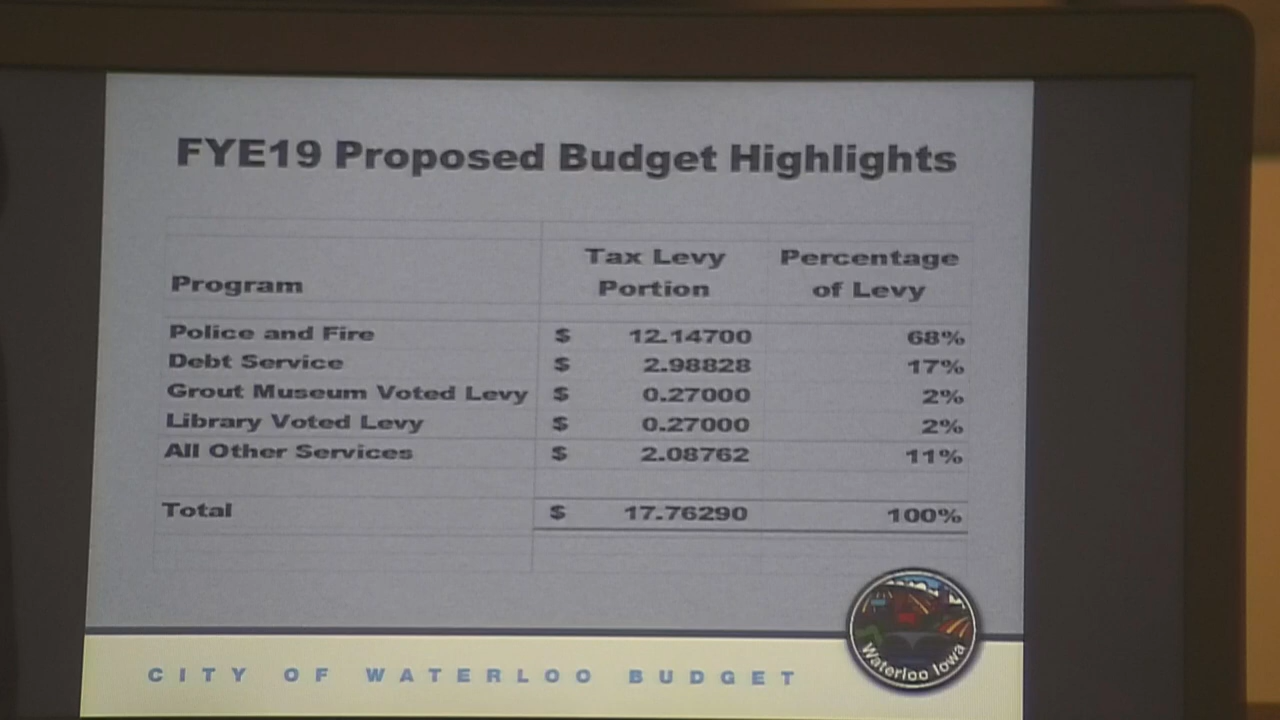 FYE19 Proposed Budget Highlights
Program Tax Levy Portion Percentage of Levy
Police and Fire $ 12.14700 68%
Debt Service $ 2.98828 17%
Grout Museum Voted Levy $ 0.27000 2%
Library Voted Levy $ 0.27000 2%
All Other Services $ 2.08762 11%
Total $ 17.76290 100%
Waterloo Iowa
CITY OF WATERLOO BUDGET